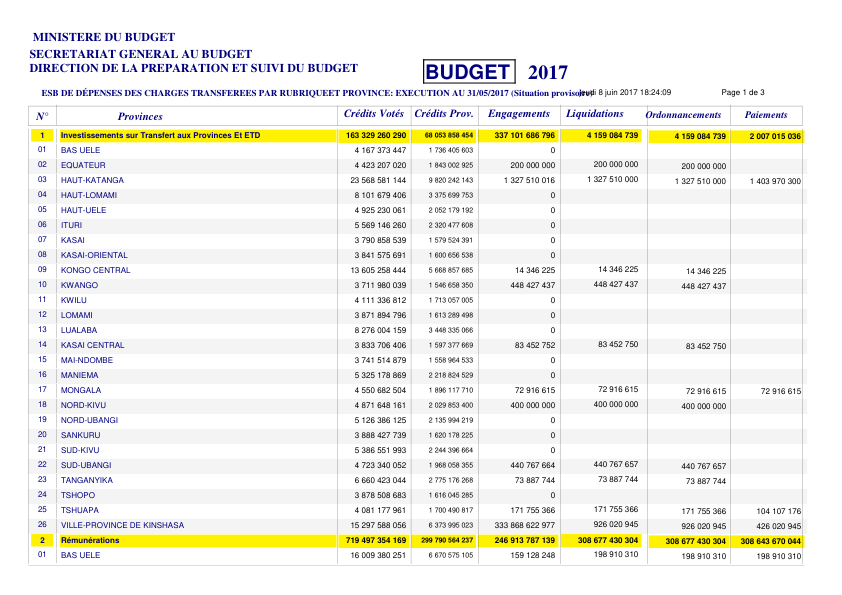 MINISTERE DU BUDGET
SECRETARIAT GENERAL AU BUDGET
DIRECTION DE LA PREPARATION ET SUIVI DU BUDGET
BUDGET 2017
ESB DE DÉPENSES DES CHARGES TRANSFEREES PAR RUBRIQUEET PROVINCE: EXECUTION AU 31/05/2017 (Situation provisoire) jeudi 8 juin 2017 18:24:09 Page 1 de 3
N° Provinces Crédits Votés Crédits Prov. Engagements Liquidations Ordonnancements Paiements
1 Investissements sur Transfert aux Provinces Et ETD 163 329 260 290 68 053 858 454 337 101 686 796 4 159 084 739 4 159 084 739 2 007 015 036
01 BAS UELE 4 167 373 447 1 736 405 603 0
02 EQUATEUR 4 423 207 020 1 843 002 925 200 000 000 200 000 000 200 000 000
03 HAUT-KATANGA 23 568 581 144 9 820 242 143 1 327 510 016 1 327 510 000 1 327 510 000 1 403 970 300
04 HAUT-LOMAMI 8 101 679 406 3 375 699 753 0
05 HAUT-UELE 4 925 230 061 2 052 179 192 0
06 ITURI 5 569 146 260 2 320 477 608 0
07 KASAI 3 790 858 539 1 579 524 391 0
08 KASAI-ORIENTAL 3 841 575 691 1 600 656 538 0
09 KONGO CENTRAL 13 605 258 444 5 668 857 685 14 346 225 14 346 225 14 346 225
10 KWANGO 3 711 980 039 1 546 658 350 448 427 437 448 427 437 448 427 437
11 KWILU 4 111 336 812 1 713 057 005 0
12 LOMAMI 3 871 894 796 1 613 289 498 0
13 LUALABA 8 276 004 159 3 448 335 066 0
14 KASAI CENTRAL 3 833 706 406 1 597 377 669 83 452 752 83 452 750 83 452 750
15 MAI-NDOMBE 3 741 514 879 1 558 964 533 0
16 MANIEMA 5 325 178 869 2 218 824 529 0
17 MONGALA 4 550 682 504 1 896 117 710 72 916 615 72 916 615 72 916 615 72 916 615
18 NORD-KIVU 4 871 648 161 2 029 853 400 400 000 000 400 000 000 400 000 000
19 NORD-UBANGI 5 126 386 125 2 135 994 219 0
20 SANKURU 3 888 427 739 1 620 178 225 0
21 SUD-KIVU 5 386 551 993 2 244 396 664 0
22 SUD-UBANGI 4 723 340 052 1 968 058 355 440 767 664 440 767 657 440 767 657
23 TANGANYIKA 6 660 423 044 2 775 176 268 73 887 744 73 887 744 73 887 744
24 TSHOPO 3 878 508 683 1 616 045 285 0
25 TSHUAPA 4 081 177 961 1 700 490 817 171 755 366 171 755 366 171 755 366 104 107 176
26 VILLE-PROVINCE DE KINSHASA 15 297 588 056 6 373 995 023 333 868 622 977 926 020 945 926 020 945 426 020 945
2 Rémunérations 719 497 354 169 299 790 564 237 246 913 787 139 308 677 430 304 308 677 430 304 308 643 670 044
01 BAS UELE 16 009 380 251 6 670 575 105 159 128 248 198 910 310 198 910 310 198 910 310